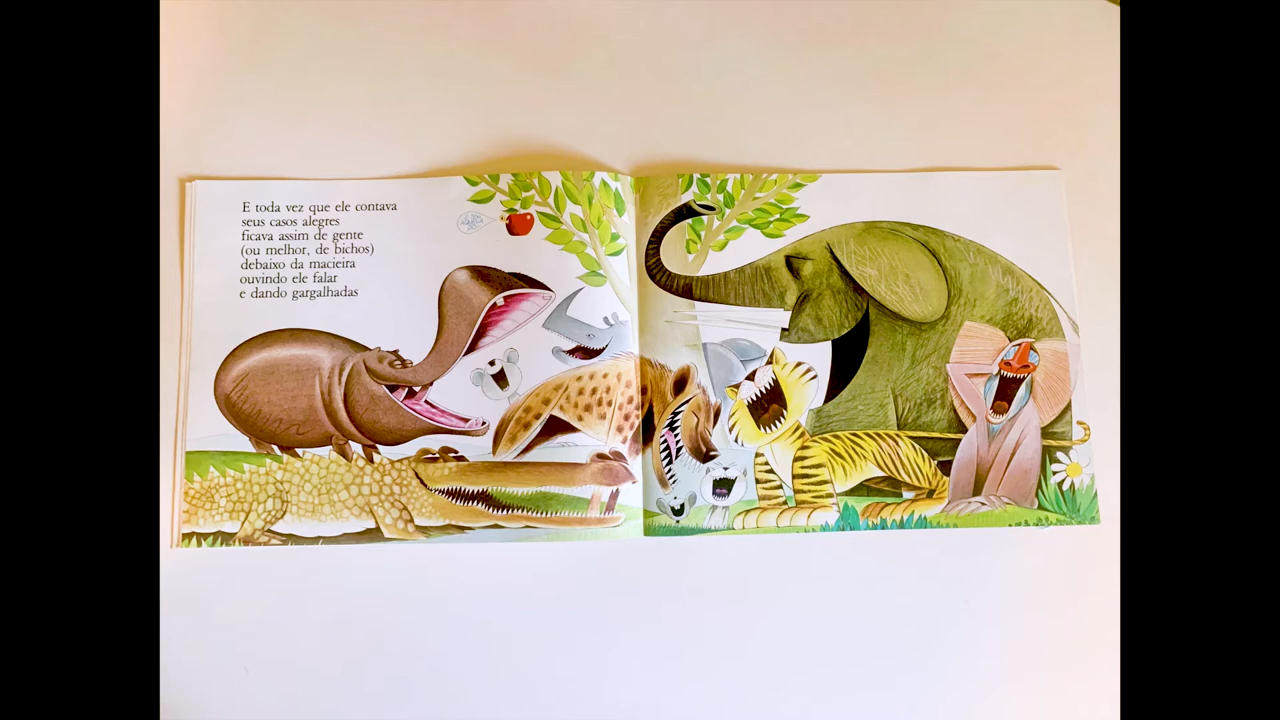 E toda vez que ele contava
seus casos alegres
ficava assim de gente
(ou melhor, de bichos)
debaixo da macieira
ouvindo ele falar
e dando gargalhadas